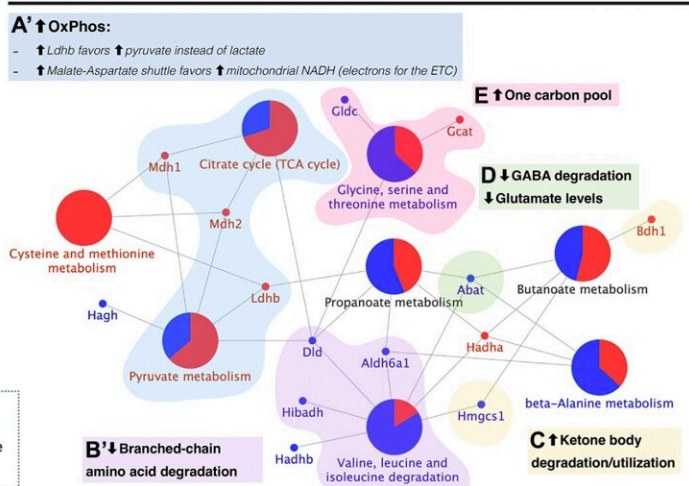 A' ⬆ OxPhos:
- ⬆ Ldhb favors ⬆ pyruvate instead of lactate
- ⬆ Malate-Aspartate shuttle favors ⬆ mitochondrial NADH (electrons for the ETC)
E ⬆ One carbon pool
Gldc
Gcat
Mdh1
Citrate cycle (TCA cycle)
Glycine, serine and
threonine metabolism
D ⬇ GABA degradation
⬇ Glutamate levels
Mdh2
Bdh1
Cysteine and methionine
metabolism
Ldhb
Propanoate metabolism
Abat
Butanoate metabolism
Hagh
Pyruvate metabolism
Dld
Aldh6a1
Hadha
beta-Alanine metabolism
Hibadh
Hmgcs1
Hadhb
B' ⬇ Branched-chain
amino acid degradation
Valine, leucine and
isoleucine degradation
C ⬆ Ketone body
degradation/utilization